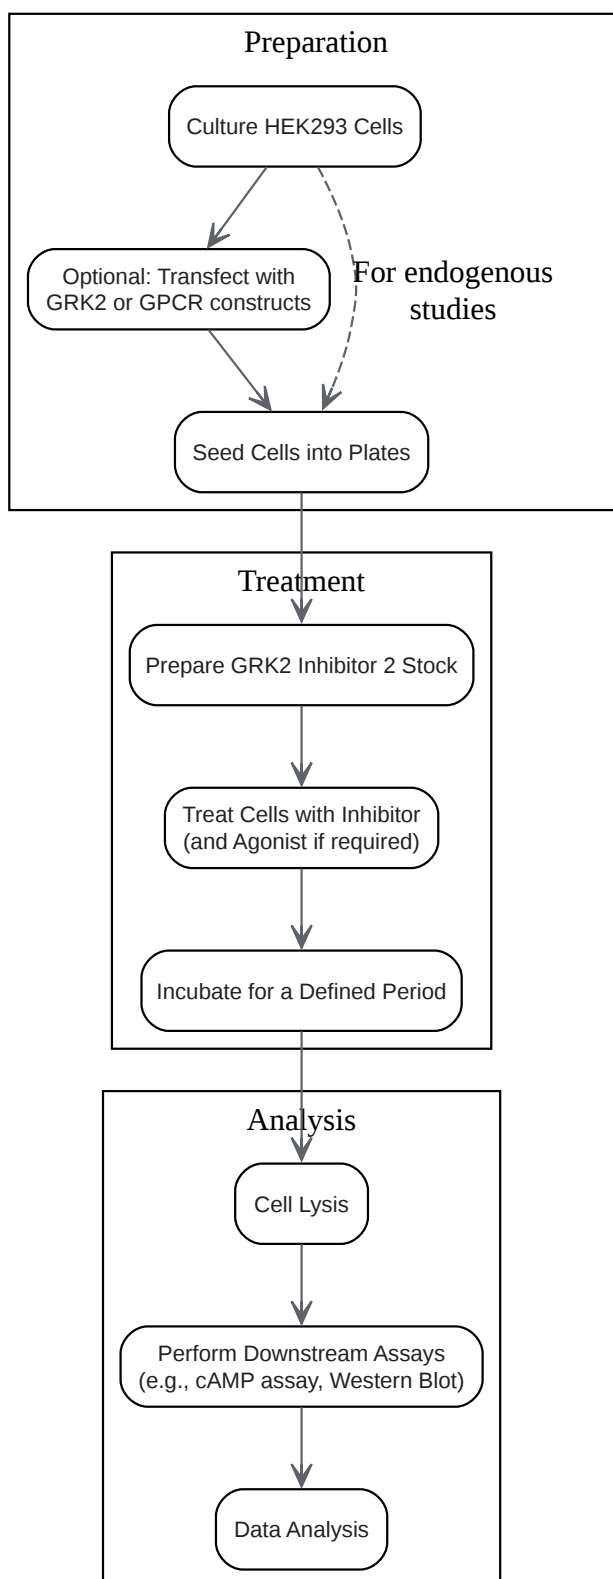 Preparation
Culture HEK293 Cells
Optional: Transfect with
GRK2 or GPCR constructs
For endogenous
studies
Seed Cells into Plates
Treatment
Prepare GRK2 Inhibitor 2 Stock
Treat Cells with Inhibitor
(and Agonist if required)
Incubate for a Defined Period
Analysis
Cell Lysis
Perform Downstream Assays
(e.g., cAMP assay, Western Blot)
Data Analysis